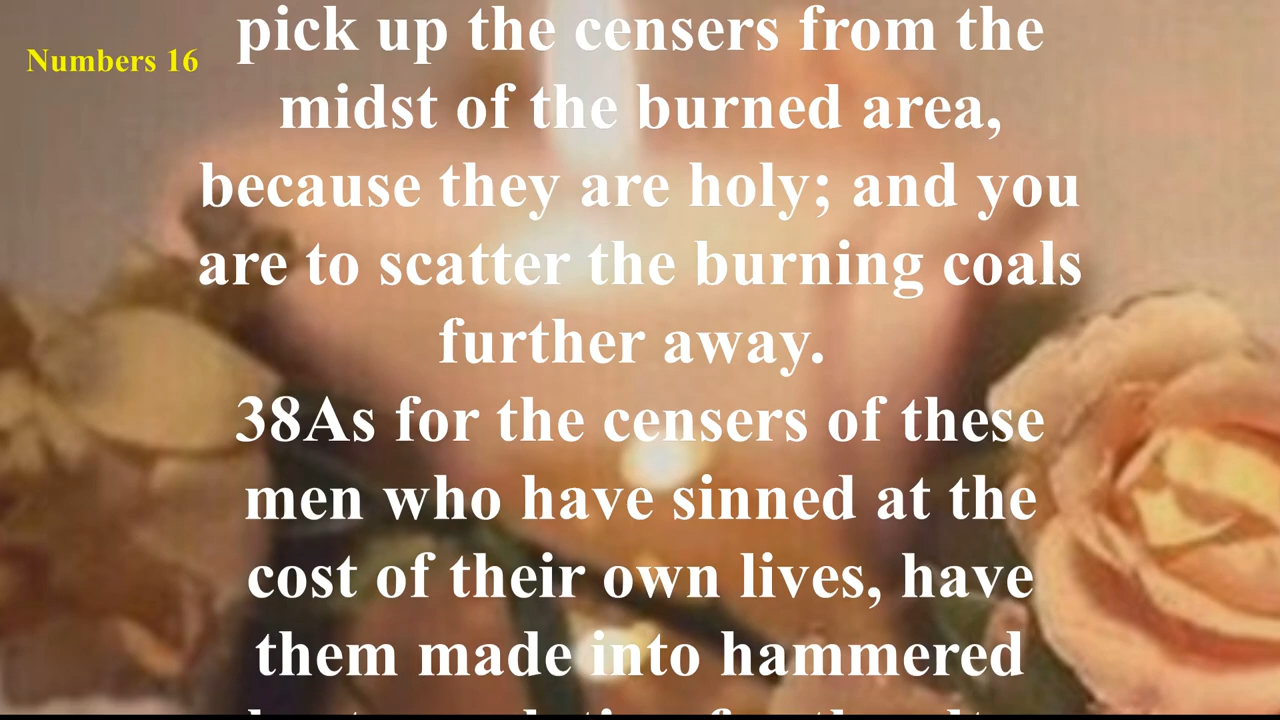 Numbers 16
pick up the censers from the
midst of the burned area,
because they are holy; and you
are to scatter the burning coals
further away.
38As for the censers of these
men who have sinned at the
cost of their own lives, have
them made into hammered